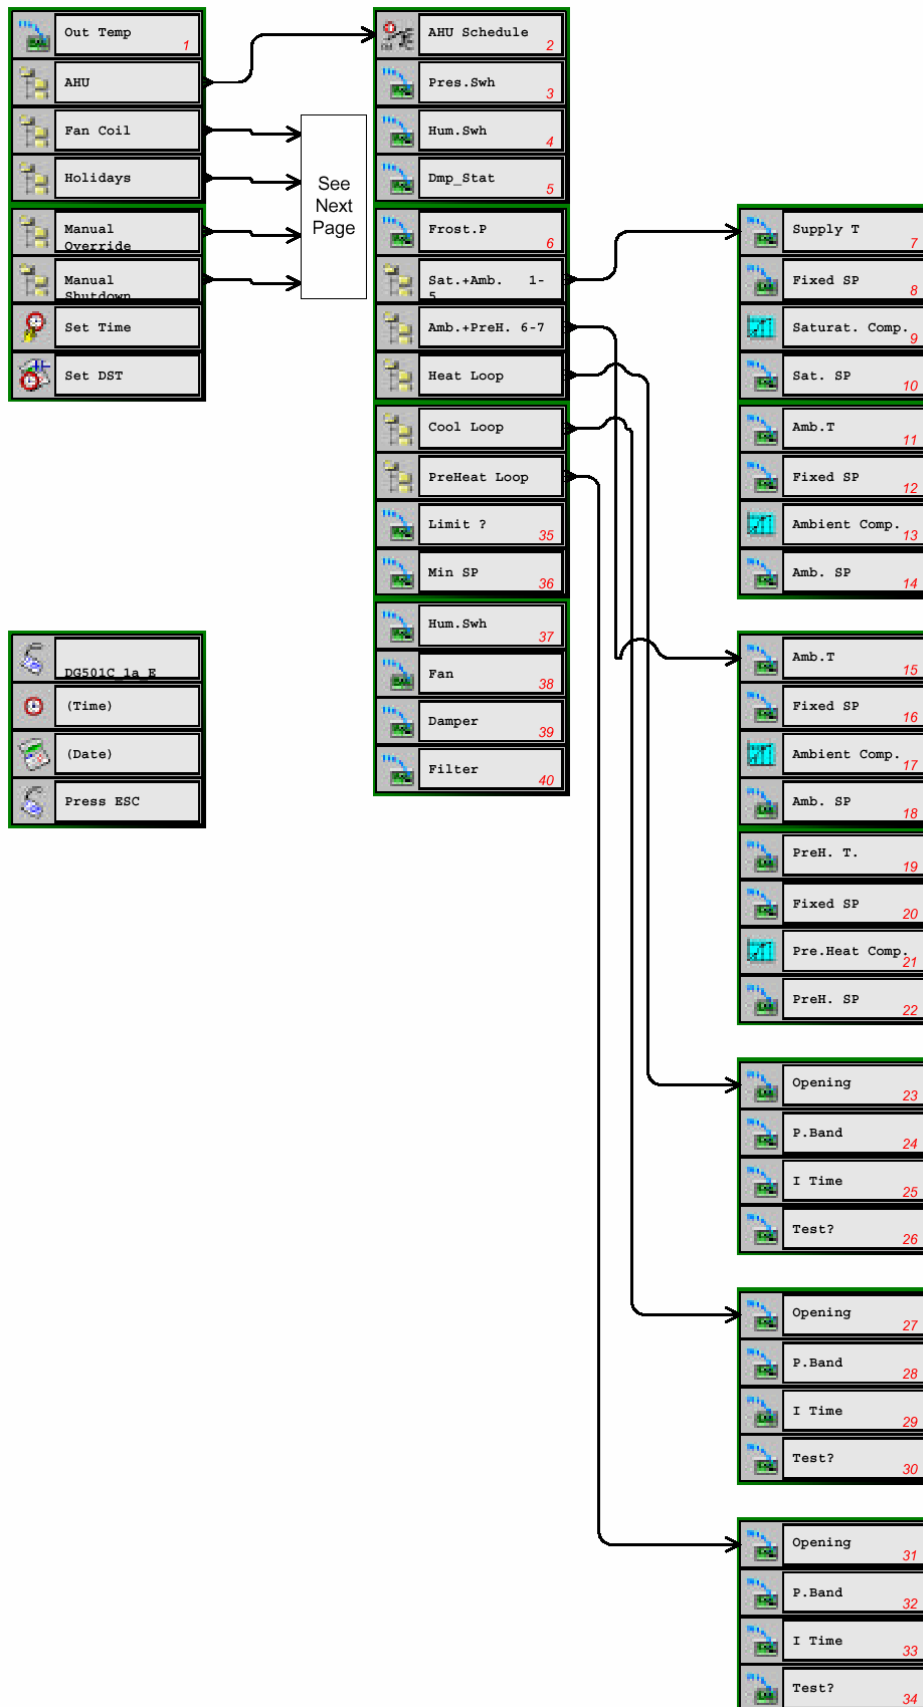 Out Temp
1
AHU
Fan Coil
Holidays
Manual
Override
Manual
Shutdown
Set Time
Set DST
See
Next
Page
DG501C_1a_E
(Time)
(Date)
Press ESC
AHU Schedule
2
Pres.Swh
3
Hum.Swh
4
Dmp_Stat
5
Frost.P
6
Sat.+Amb. 1-
5
Amb.+PreH. 6-7
Heat Loop
Cool Loop
PreHeat Loop
Limit ?
35
Min SP
36
Hum.Swh
37
Fan
38
Damper
39
Filter
40
Supply T
7
Fixed SP
8
Saturat. Comp.
9
Sat. SP
10
Amb.T
11
Fixed SP
12
Ambient Comp.
13
Amb. SP
14
Amb.T
15
Fixed SP
16
Ambient Comp.
17
Amb. SP
18
PreH. T.
19
Fixed SP
20
Pre.Heat Comp.
21
PreH. SP
22
Opening
23
P.Band
24
I Time
25
Test?
26
Opening
27
P.Band
28
I Time
29
Test?
30
Opening
31
P.Band
32
I Time
33
Test?
34